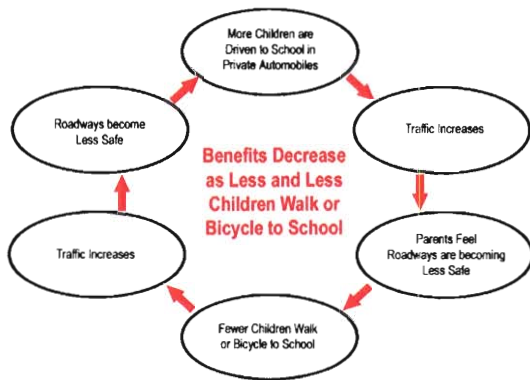 More Children are
Driven to School in
Private Automobiles
Traffic Increases
Parents Feel
Roadways are becoming
Less Safe
Fewer Children Walk
or Bicycle to School
Traffic Increases
Roadways become
Less Safe
Benefits Decrease
as Less and Less
Children Walk or
Bicycle to School